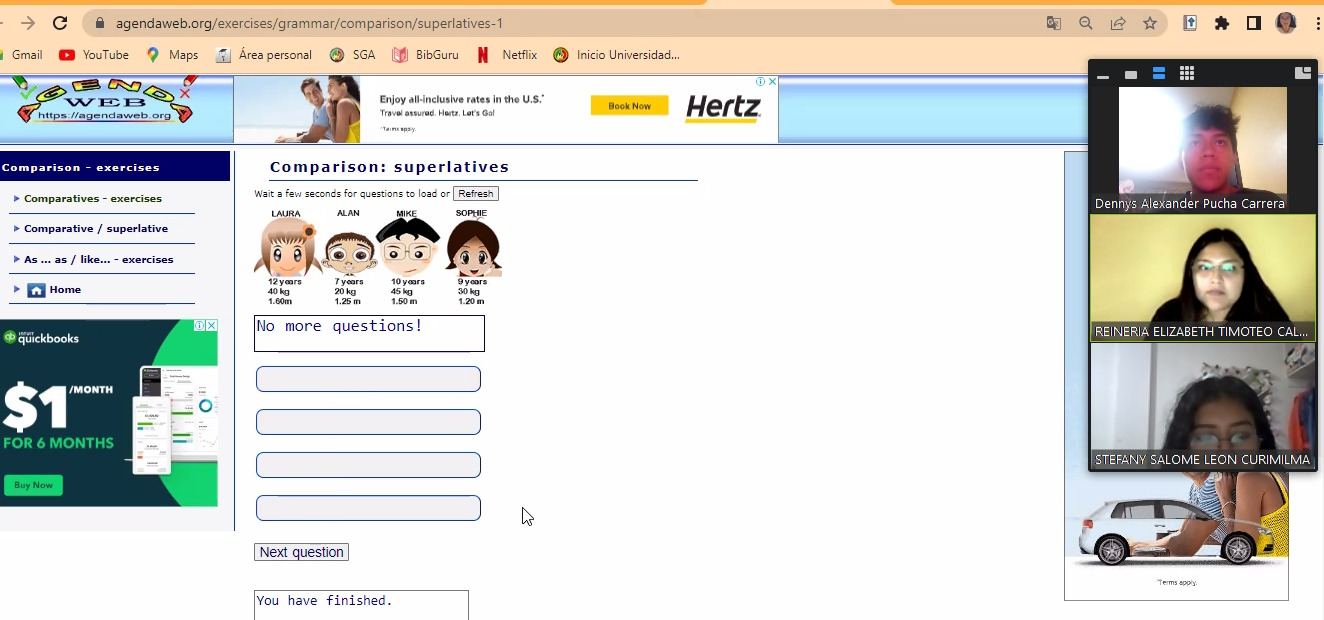 agendaweb.org/exercises/grammar/comparison/superlatives-1
Gmail YouTube Maps Área personal SGA BibGuru Netflix Inicio Universidad...
AGENDA
WEB
https://agendaweb.org
Enjoy all-inclusive rates in the U.S.*
Travel assured. Hertz. Let's Go!
*Terms apply.
Book Now
Hertz
Comparison - exercises
Comparatives - exercises
Comparative / superlative
As ... as / like... - exercises
Home
intuit
quickbooks
$1/MONTH
FOR 6 MONTHS
Buy Now
Comparison: superlatives
Wait a few seconds for questions to load or Refresh
LAURA ALAN MIKE SOPHIE
12 years 7 years 10 years 9 years
40 kg 20 kg 45 kg 30 kg
1.60m 1.25 m 1.50 m 1.20 m
No more questions!
Next question
You have finished.
Dennys Alexander Pucha Carrera
REINERIA ELIZABETH TIMOTEO CAL...
STEFANY SALOME LEON CURIMILMA
*Terms apply.